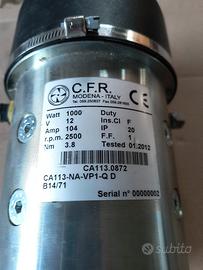 C.F.R.
MODENA - ITALY
Watt 1000 Duty
V 12 Ins.Cl F
Amp 104 IP 20
r.p.m. 2500 F.F. 1
Nm 3.8 Tested 01.2012
CA113.0872
CA113-NA-VP1-Q D
B14/71
Serial n° 00000002
subito